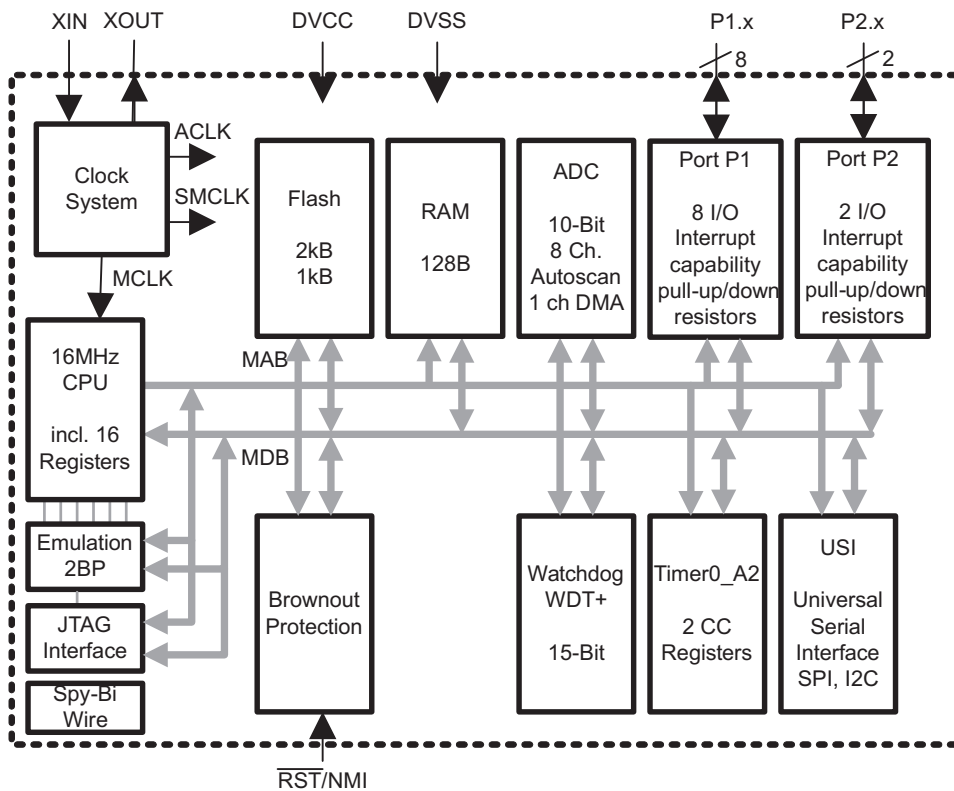 XIN XOUT DVCC DVSS P1.x P2.x
8 2
ACLK
SMCLK
MCLK
Clock
System
Flash
2kB
1kB
RAM
128B
ADC
10-Bit
8 Ch.
Autoscan
1 ch DMA
Port P1
8 I/O
Interrupt
capability
pull-up/down
resistors
Port P2
2 I/O
Interrupt
capability
pull-up/down
resistors
16MHz
CPU
incl. 16
Registers
MAB
MDB
Emulation
2BP
JTAG
Interface
Spy-Bi
Wire
Brownout
Protection
Watchdog
WDT+
15-Bit
Timer0_A2
2 CC
Registers
USI
Universal
Serial
Interface
SPI, I2C
RST/NMI